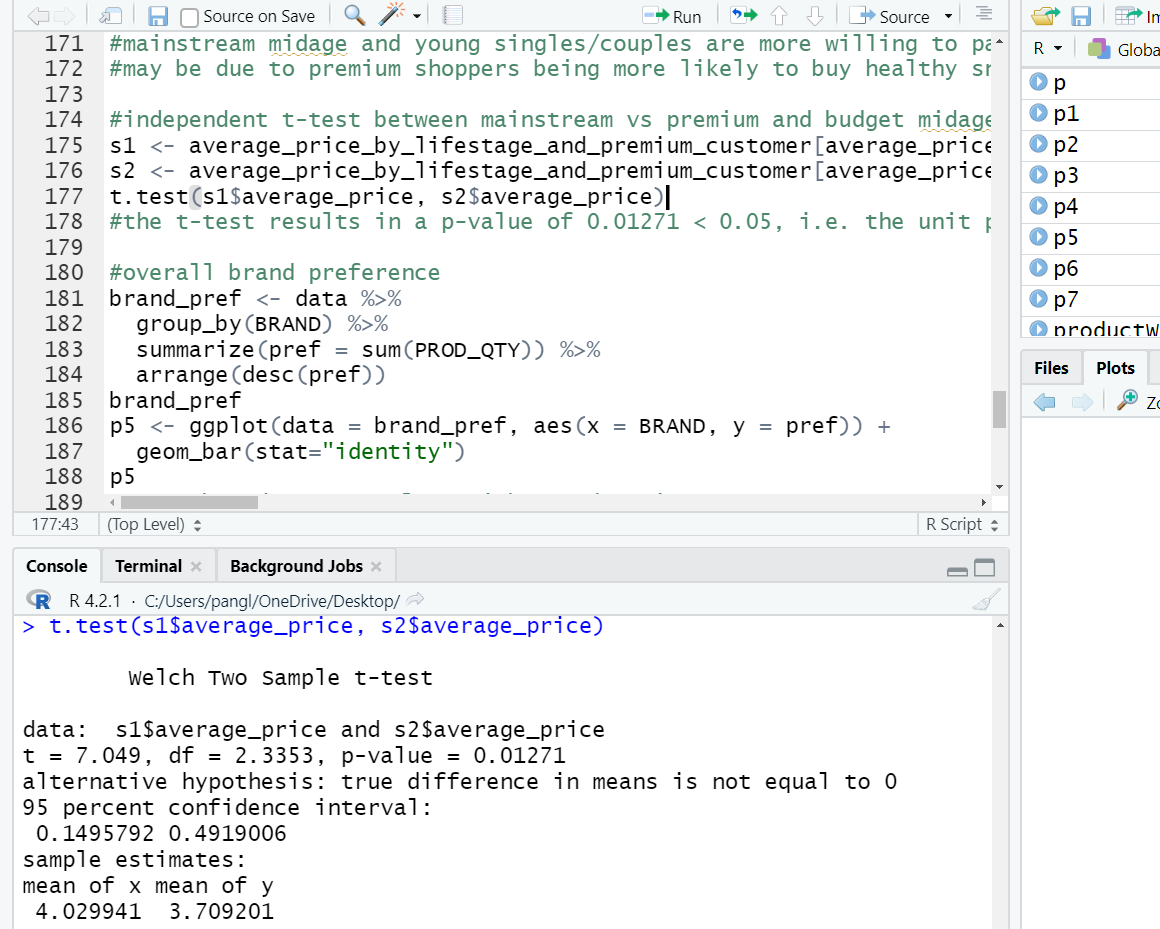 Source on Save
Run
Source
Im
171 #mainstream midage and young singles/couples are more willing to pa
172 #may be due to premium shoppers being more likely to buy healthy sn
173
174 #independent t-test between mainstream vs premium and budget midage
175 s1 <- average_price_by_lifestage_and_premium_customer[average_price
176 s2 <- average_price_by_lifestage_and_premium_customer[average_price
177 t.test(s1$average_price, s2$average_price)
178 #the t-test results in a p-value of 0.01271 < 0.05, i.e. the unit p
179
180 #overall brand preference
181 brand_pref <- data %>%
182   group_by(BRAND) %>%
183   summarize(pref = sum(PROD_QTY)) %>%
184   arrange(desc(pref))
185 brand_pref
186 p5 <- ggplot(data = brand_pref, aes(x = BRAND, y = pref)) +
187   geom_bar(stat="identity")
188 p5
189
177:43 (Top Level)
R Script
R
Globa
p
p1
p2
p3
p4
p5
p6
p7
productW
Files Plots
Zo
Console Terminal Background Jobs
R 4.2.1 · C:/Users/pangl/OneDrive/Desktop/
> t.test(s1$average_price, s2$average_price)
Welch Two Sample t-test
data:  s1$average_price and s2$average_price
t = 7.049, df = 2.3353, p-value = 0.01271
alternative hypothesis: true difference in means is not equal to 0
95 percent confidence interval:
0.1495792 0.4919006
sample estimates:
mean of x mean of y
4.029941  3.709201